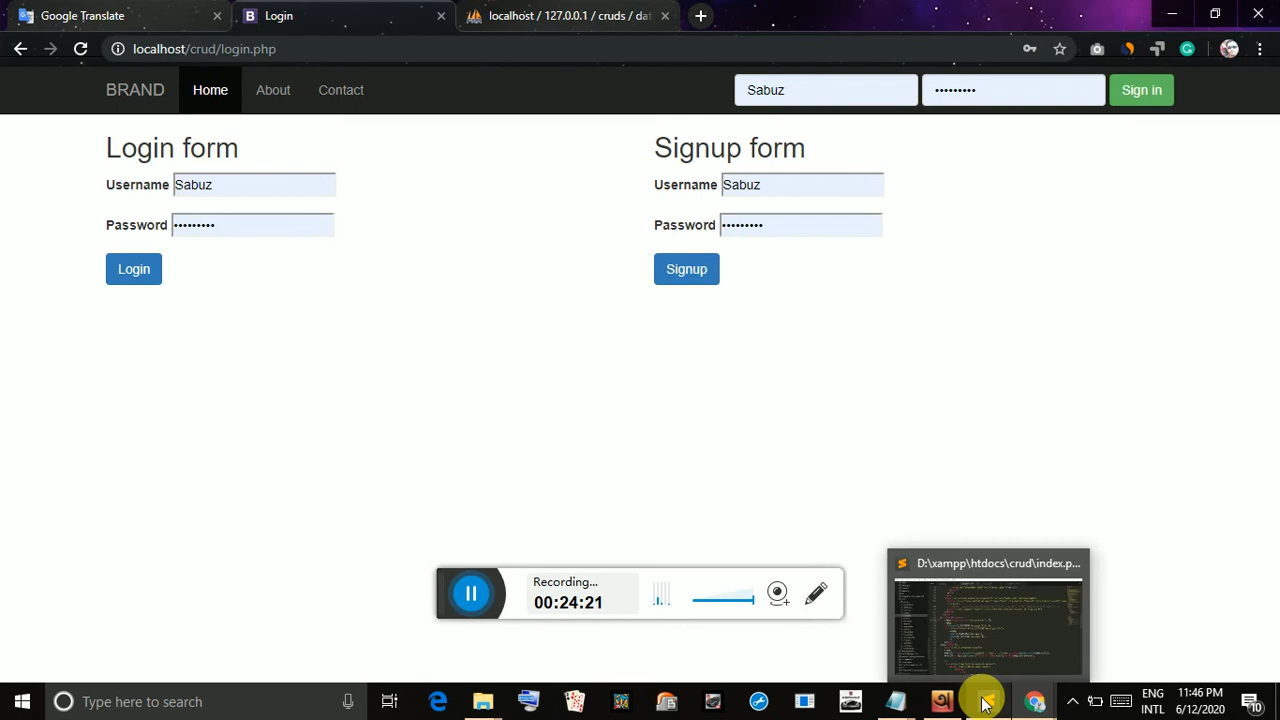 Google Translate
Login
localhost / 127.0.0.1 / cruds / dat
localhost/crud/login.php
BRAND Home About Contact Sabuz ••••••••• Sign in
Login form
Username Sabuz
Password •••••••••
Login
Signup form
Username Sabuz
Password •••••••••
Signup
D:\xampp\htdocs\crud\index.p...
Recording...
00:24:21
Type here to search
ENG
INTL
11:46 PM
6/12/2020
10